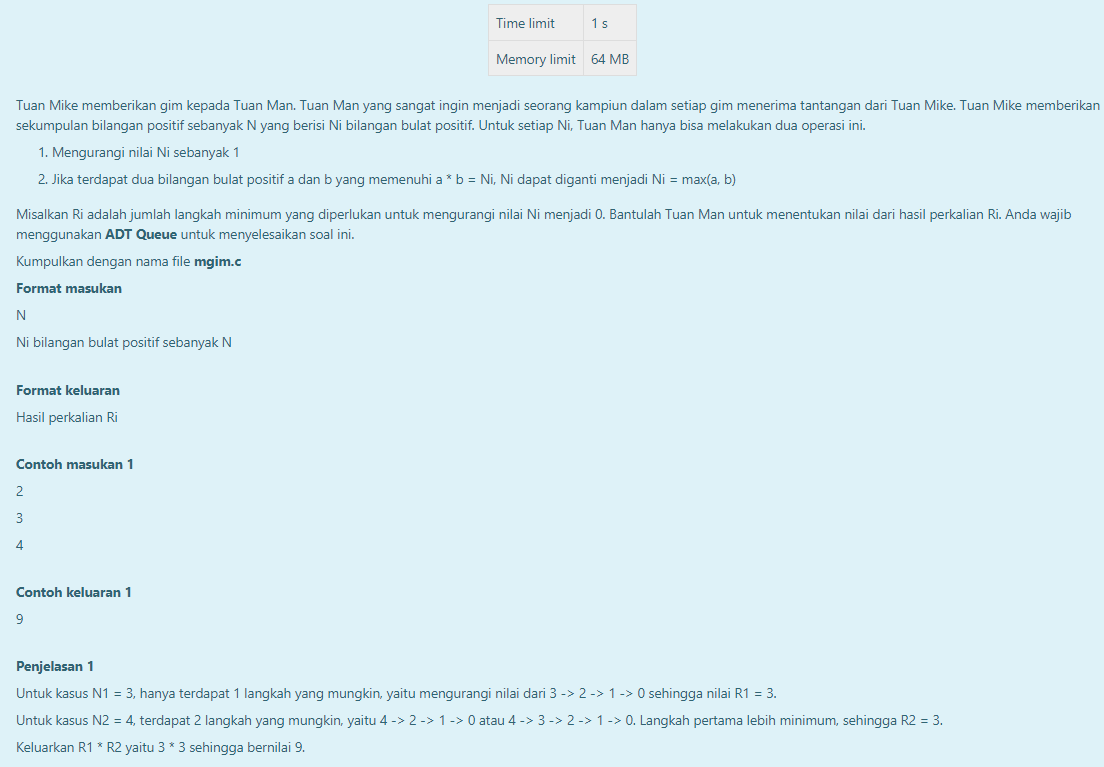 Time limit 1 s
Memory limit 64 MB
Tuan Mike memberikan gim kepada Tuan Man. Tuan Man yang sangat ingin menjadi seorang kampiun dalam setiap gim menerima tantangan dari Tuan Mike. Tuan Mike memberikan
sekumpulan bilangan positif sebanyak N yang berisi Ni bilangan bulat positif. Untuk setiap Ni, Tuan Man hanya bisa melakukan dua operasi ini.
1. Mengurangi nilai Ni sebanyak 1
2. Jika terdapat dua bilangan bulat positif a dan b yang memenuhi a * b = Ni, Ni dapat diganti menjadi Ni = max(a, b)
Misalkan Ri adalah jumlah langkah minimum yang diperlukan untuk mengurangi nilai Ni menjadi 0. Bantulah Tuan Man untuk menentukan nilai dari hasil perkalian Ri. Anda wajib
menggunakan ADT Queue untuk menyelesaikan soal ini.
Kumpulkan dengan nama file mgim.c
Format masukan
N
Ni bilangan bulat positif sebanyak N
Format keluaran
Hasil perkalian Ri
Contoh masukan 1
2
3
4
Contoh keluaran 1
9
Penjelasan 1
Untuk kasus N1 = 3, hanya terdapat 1 langkah yang mungkin, yaitu mengurangi nilai dari 3 -> 2 -> 1 -> 0 sehingga nilai R1 = 3.
Untuk kasus N2 = 4, terdapat 2 langkah yang mungkin, yaitu 4 -> 2 -> 1 -> 0 atau 4 -> 3 -> 2 -> 1 -> 0. Langkah pertama lebih minimum, sehingga R2 = 3.
Keluarkan R1 * R2 yaitu 3 * 3 sehingga bernilai 9.